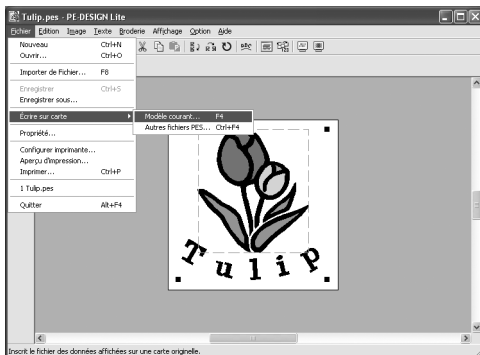 Tulip.pes - PE-DESIGN Lite
Fichier Edition Image Texte Broderie Affichage Option Aide
Nouveau Ctrl+N
Ouvrir... Ctrl+O
Importer de Fichier... F8
Enregistrer Ctrl+S
Enregistrer sous...
Écrire sur carte
Modèle courant... F4
Autres fichiers PES... Ctrl+F4
Propriété...
Configurer imprimante...
Aperçu d'impression...
Imprimer... Ctrl+P
1 Tulip.pes
Quitter Alt+F4
Tulip
Inscrit le fichier des données affichées sur une carte originelle.